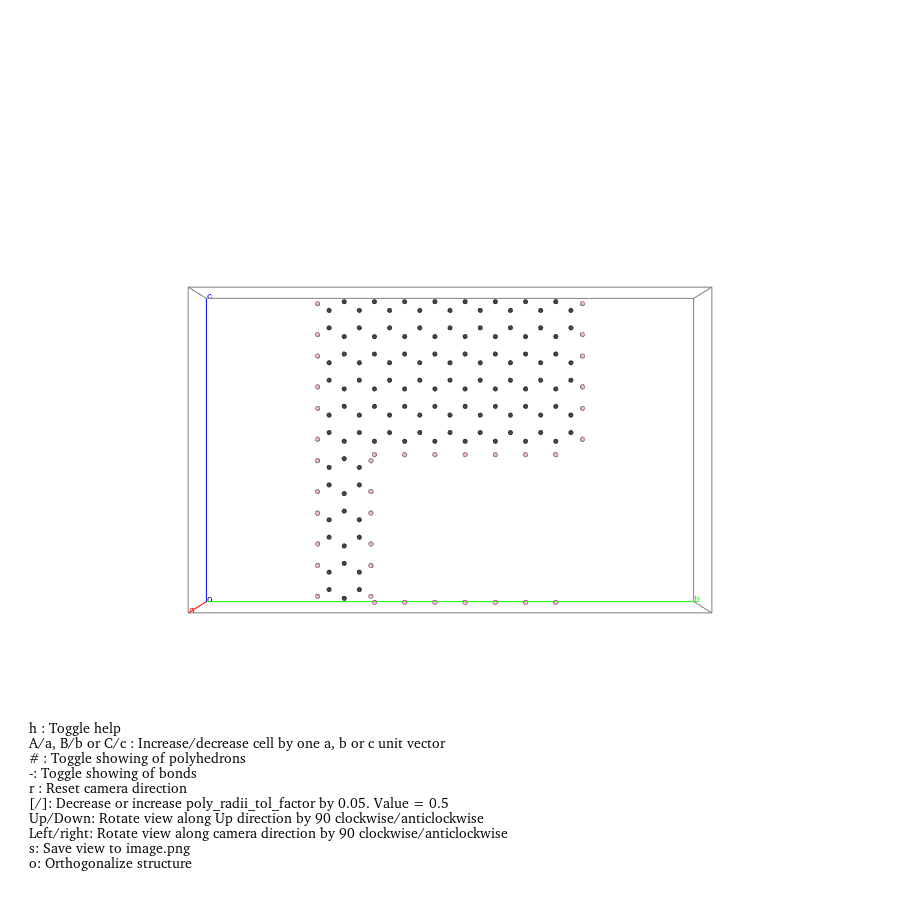 c
o
b
a
h : Toggle help
A/a, B/b or C/c : Increase/decrease cell by one a, b or c unit vector
# : Toggle showing of polyhedrons
-: Toggle showing of bonds
r : Reset camera direction
[/]: Decrease or increase poly_radii_tol_factor by 0.05. Value = 0.5
Up/Down: Rotate view along Up direction by 90 clockwise/anticlockwise
Left/right: Rotate view along camera direction by 90 clockwise/anticlockwise
s: Save view to image.png
o: Orthogonalize structure